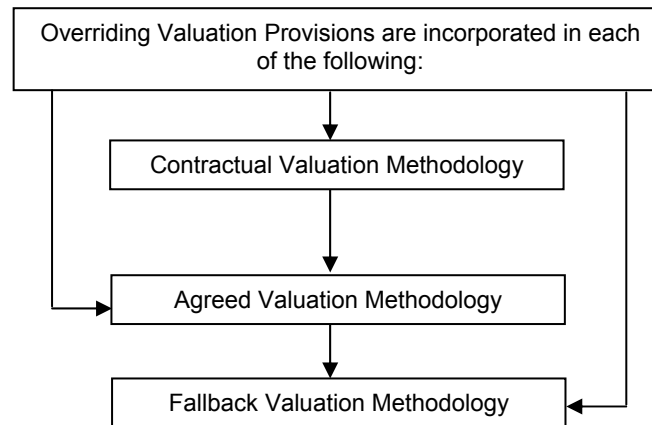 Overriding Valuation Provisions are incorporated in each
of the following:
Contractual Valuation Methodology
Agreed Valuation Methodology
Fallback Valuation Methodology